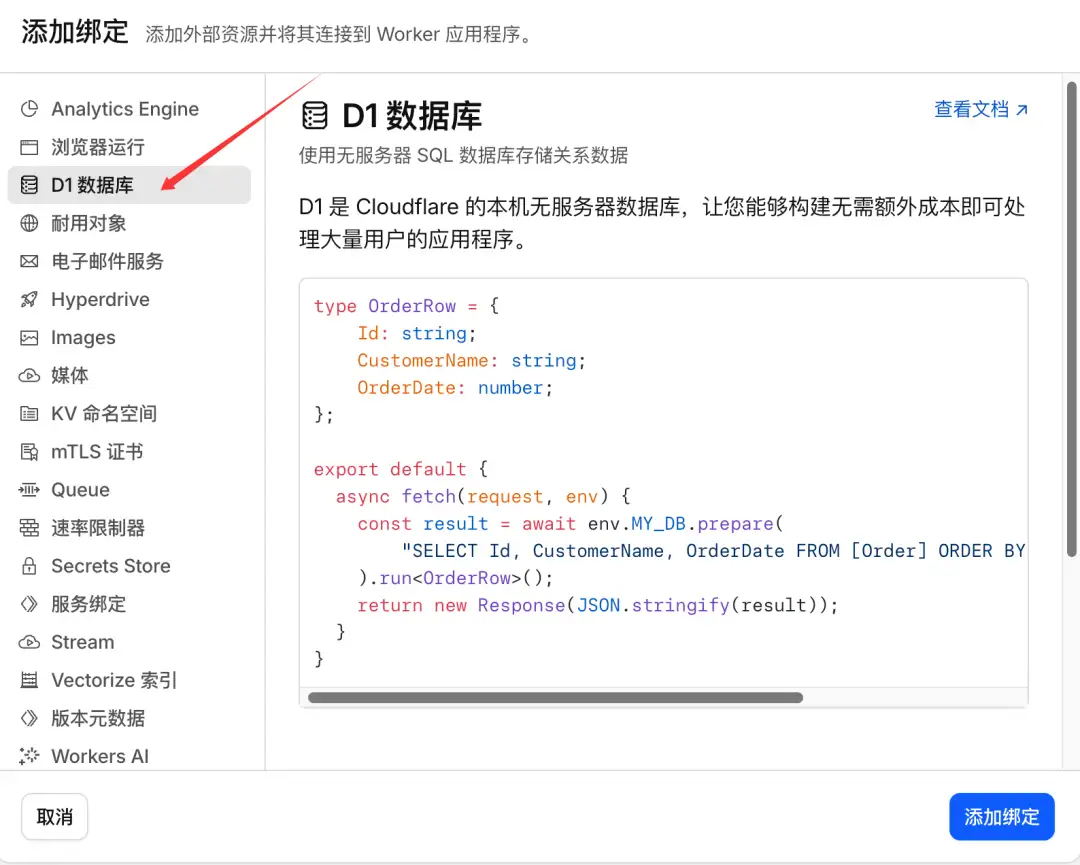 添加绑定 添加外部资源并将其连接到 Worker 应用程序。
Analytics Engine
浏览器运行
D1 数据库
耐用对象
电子邮件服务
Hyperdrive
Images
媒体
KV 命名空间
mTLS 证书
Queue
速率限制器
Secrets Store
服务绑定
Stream
Vectorize 索引
版本元数据
Workers AI
D1 数据库
查看文档
使用无服务器 SQL 数据库存储关系数据
D1 是 Cloudflare 的本机无服务器数据库，让您能够构建无需额外成本即可处
理大量用户的应用程序。
type OrderRow = {
    Id: string;
    CustomerName: string;
    OrderDate: number;
};
export default {
  async fetch(request, env) {
    const result = await env.MY_DB.prepare(
        "SELECT Id, CustomerName, OrderDate FROM [Order] ORDER BY
    ).run<OrderRow>();
    return new Response(JSON.stringify(result));
  }
}
取消
添加绑定